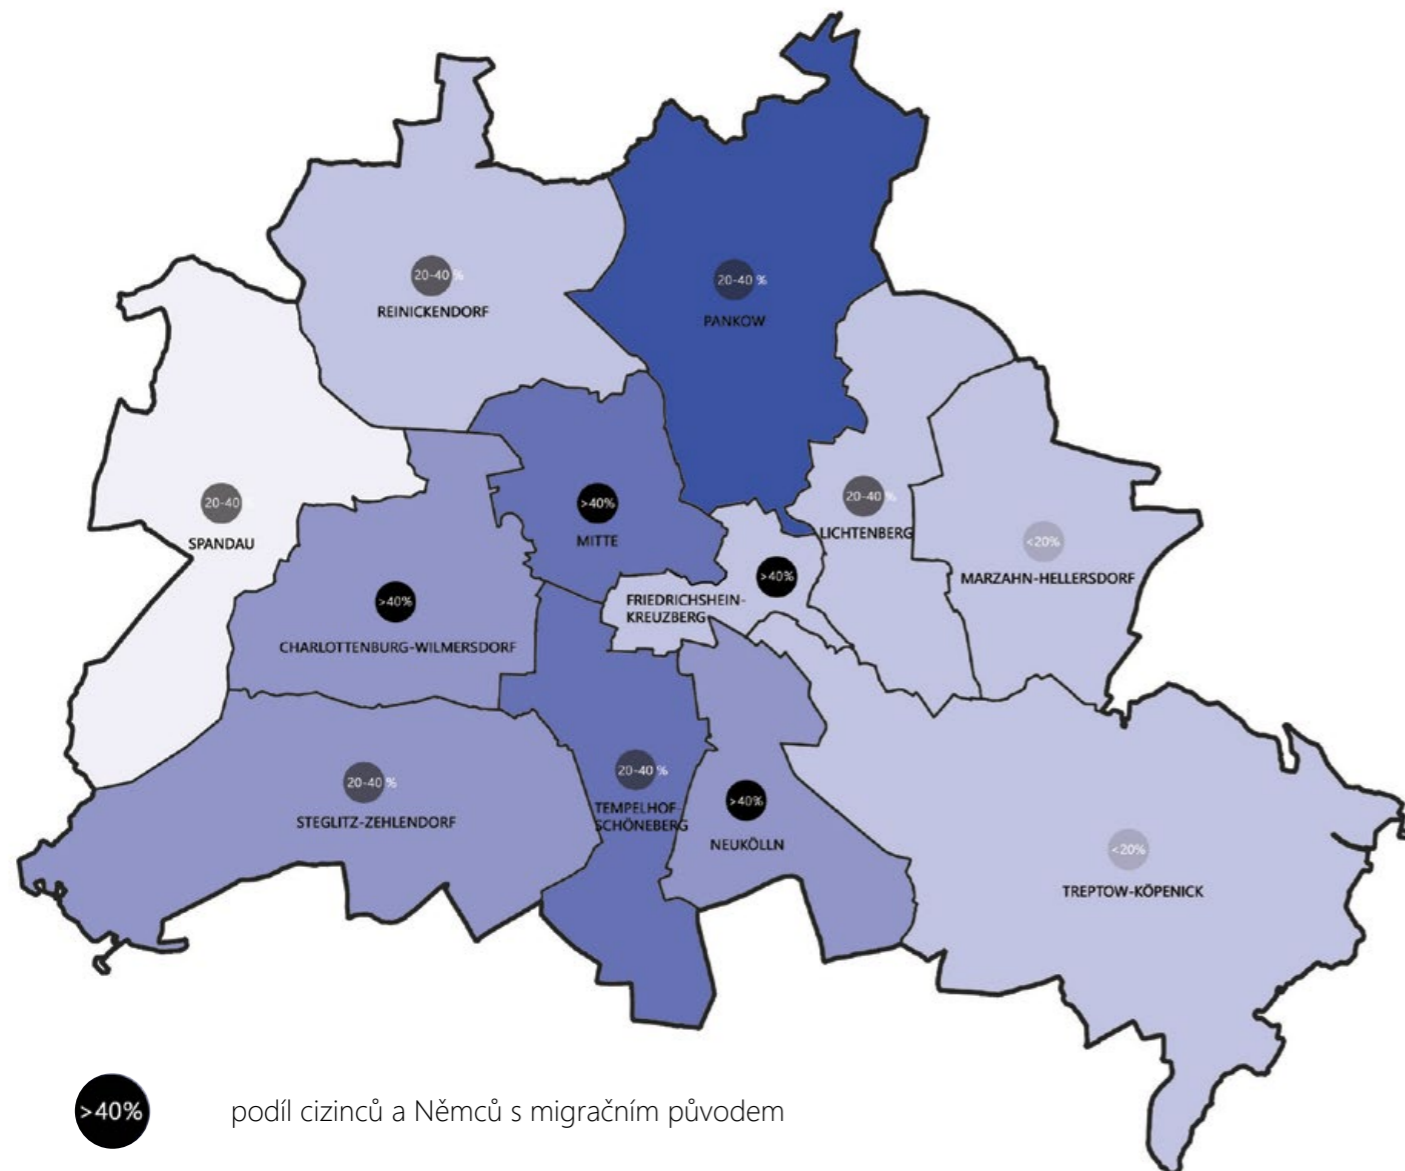 20-40 %
REINICKENDORF
20-40 %
PANKOW
20-40
SPANDAU
>40%
MITTE
20-40 %
LICHTENBERG
<20%
MARZAHN-HELLERSDORF
>40%
FRIEDRICHSHEIN-
KREUZBERG
>40%
CHARLOTTENBURG-WILMERSDORF
20-40 %
STEGLITZ-ZEHLENDORF
20-40 %
TEMPELHOF-
SCHÖNEBERG
>40%
NEUKÖLLN
<20%
TREPTOW-KÖPENICK
>40%
podíl cizinců a Němců s migračním původem